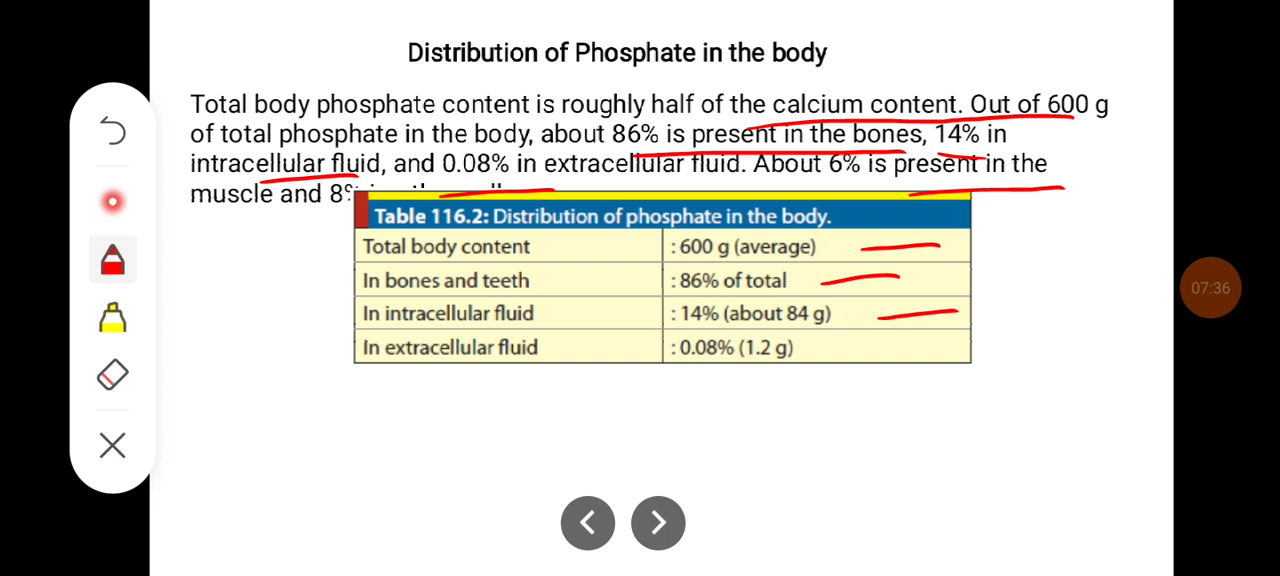 Distribution of Phosphate in the body
Total body phosphate content is roughly half of the calcium content. Out of 600 g
of total phosphate in the body, about 86% is present in the bones, 14% in
intracellular fluid, and 0.08% in extracellular fluid. About 6% is present in the
muscle and 8%
Table 116.2: Distribution of phosphate in the body.
Total body content : 600 g (average)
In bones and teeth : 86% of total
In intracellular fluid : 14% (about 84 g)
In extracellular fluid : 0.08% (1.2 g)
07:36